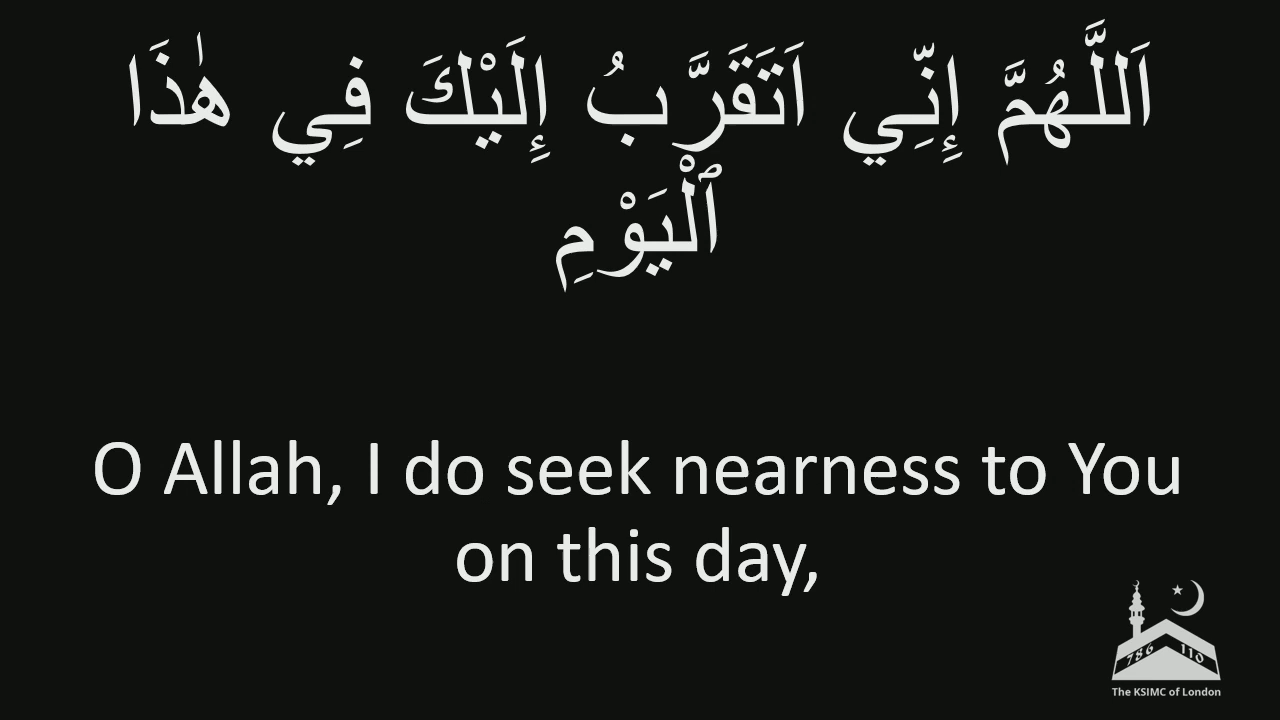 اَللَّهُمَّ إِنِّي اَتَقَرَّبُ إِلَيْكَ فِي هٰذَا
ٱلْيَوْمِ
O Allah, I do seek nearness to You
on this day,
786 110
The KSIMC of London